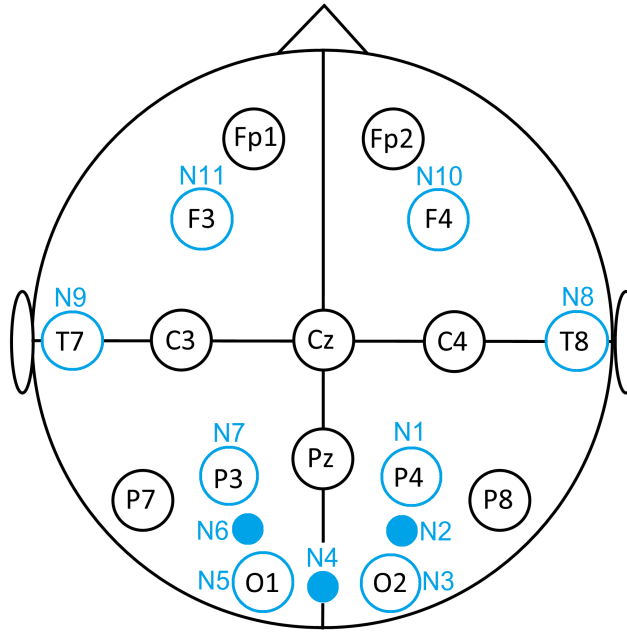 Fp1 Fp2
N11 N10
F3 F4
N9 N8
T7 C3 Cz C4 T8
N7 N1
Pz
P3 P4
P7 P8
N6 N2
N4
N5 O1 O2 N3